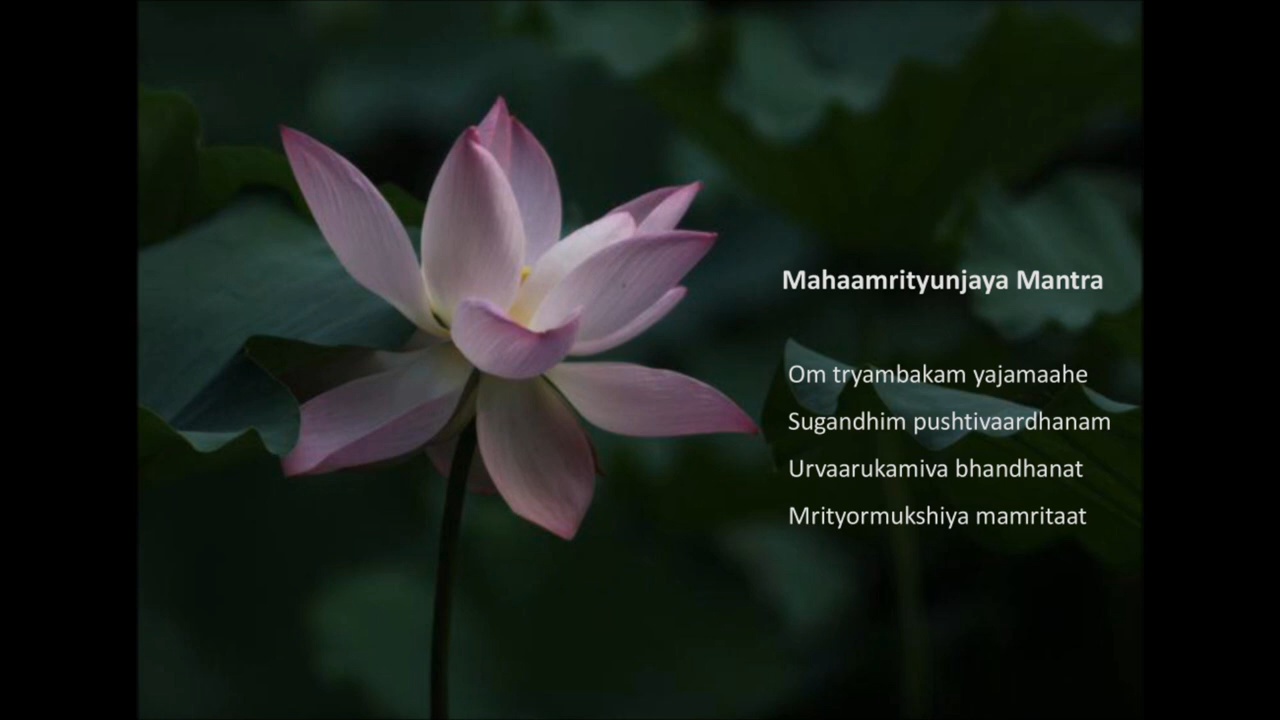 Mahaamrityunjaya Mantra
Om tryambakam yajamaahe
Sugandhim pushtivaardhanam
Urvaarukamiva bhandhanat
Mrityormukshiya mamritaat